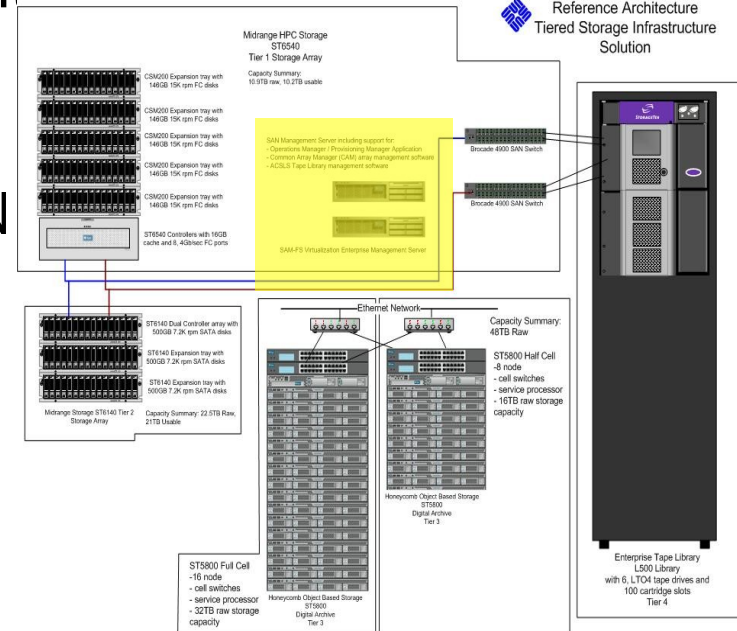 Reference Architecture
Tiered Storage Infrastructure
Solution
Midrange HPC Storage
ST6540
Tier 1 Storage Array
Capacity Summary:
10.9TB raw, 10.2TB usable
CSM200 Expansion tray with
146GB 15K rpm FC disks
CSM200 Expansion tray with
146GB 15K rpm FC disks
CSM200 Expansion tray with
146GB 15K rpm FC disks
CSM200 Expansion tray with
146GB 15K rpm FC disks
CSM200 Expansion tray with
146GB 15K rpm FC disks
ST6540 Controllers with 16GB
cache and 8, 4Gb/sec FC ports
SAN Management Server including support for:
- Operations Manager / Provisioning Manager Application
- Common Array Manager (CAM) array management software
- ACSLS Tape Library management software
SAM-FS Virtualization Enterprise Management Server
Brocade 4900 SAN Switch
Brocade 4900 SAN Switch
STORAGETEK
ST6140 Dual Controller array with
500GB 7.2K rpm SATA disks
ST6140 Expansion tray with
500GB 7.2K rpm SATA disks
ST6140 Expansion tray with
500GB 7.2K rpm SATA disks
Midrange Storage ST6140 Tier 2
Storage Array
Capacity Summary: 22.5TB Raw,
21TB Usable
Ethernet Network
Capacity Summary:
48TB Raw
ST5800 Half Cell
-8 node
- cell switches
- service processor
- 16TB raw storage
capacity
Honeycomb Object Based Storage
ST5800
Digital Archive
Tier 3
ST5800 Full Cell
-16 node
- cell switches
- service processor
- 32TB raw storage
capacity
Honeycomb Object Based Storage
ST5800
Digital Archive
Tier 3
Enterprise Tape Library
L500 Library
with 6, LTO4 tape drives and
100 cartridge slots
Tier 4